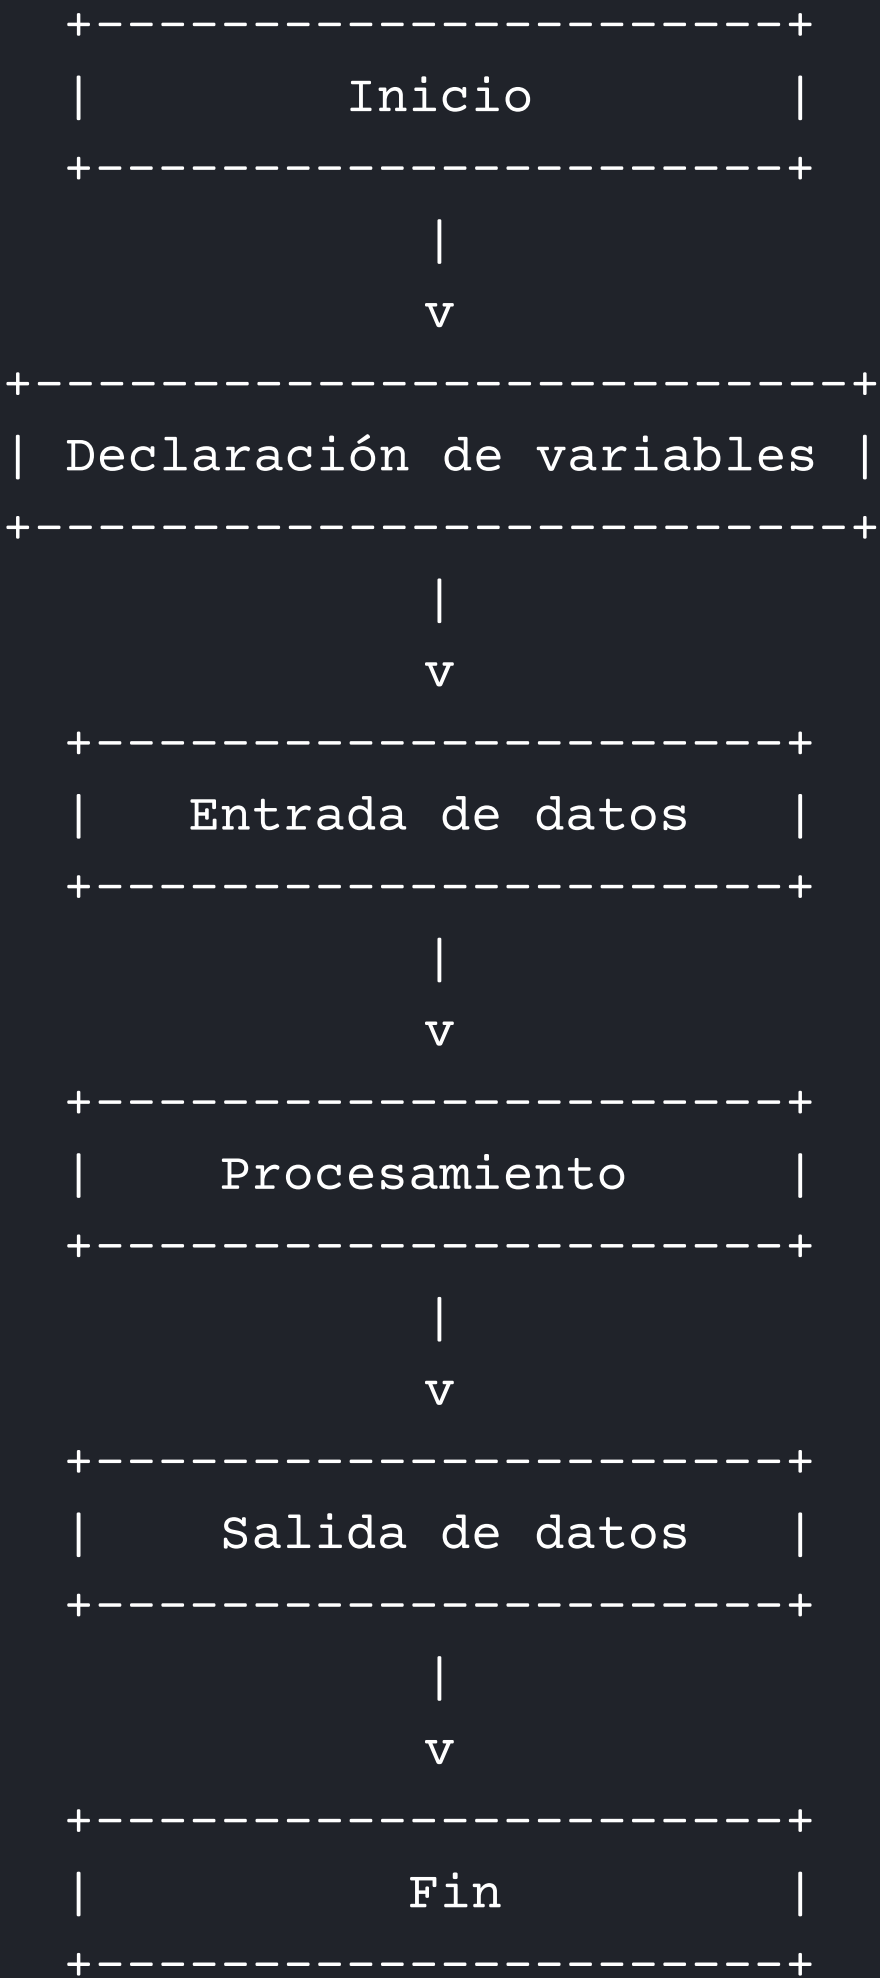 +----------------------+
|        Inicio        |
+----------------------+
|
v
+--------------------------+
| Declaración de variables |
+--------------------------+
|
v
+----------------------+
|   Entrada de datos   |
+----------------------+
|
v
+----------------------+
|    Procesamiento     |
+----------------------+
|
v
+----------------------+
|    Salida de datos   |
+----------------------+
|
v
+----------------------+
|          Fin         |
+----------------------+